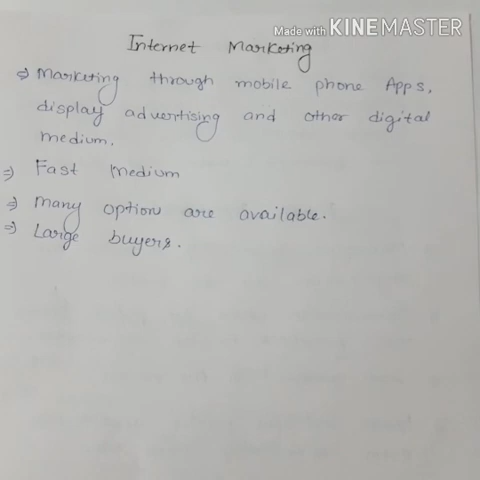 Made with KINEMASTER
Internet Marketing
⇒ Marketing through mobile phone Apps,
display advertising and other digital
medium.
⇒ Fast Medium
⇒ Many option are available.
⇒ Large buyers.